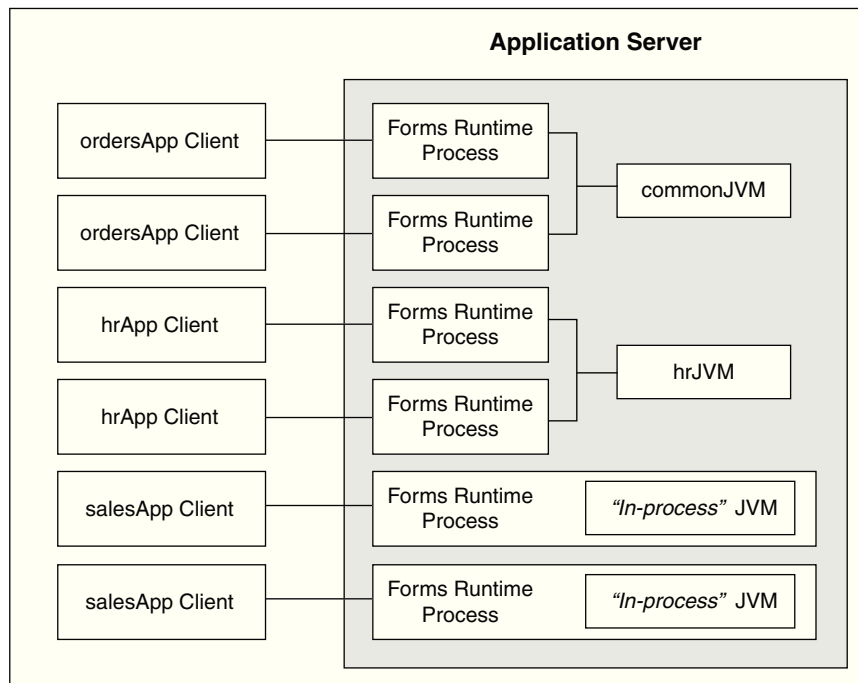 Application Server
ordersApp Client
Forms Runtime
Process
commonJVM
ordersApp Client
Forms Runtime
Process
hrApp Client
Forms Runtime
Process
hrJVM
hrApp Client
Forms Runtime
Process
salesApp Client
Forms Runtime
Process
“In-process” JVM
salesApp Client
Forms Runtime
Process
“In-process” JVM